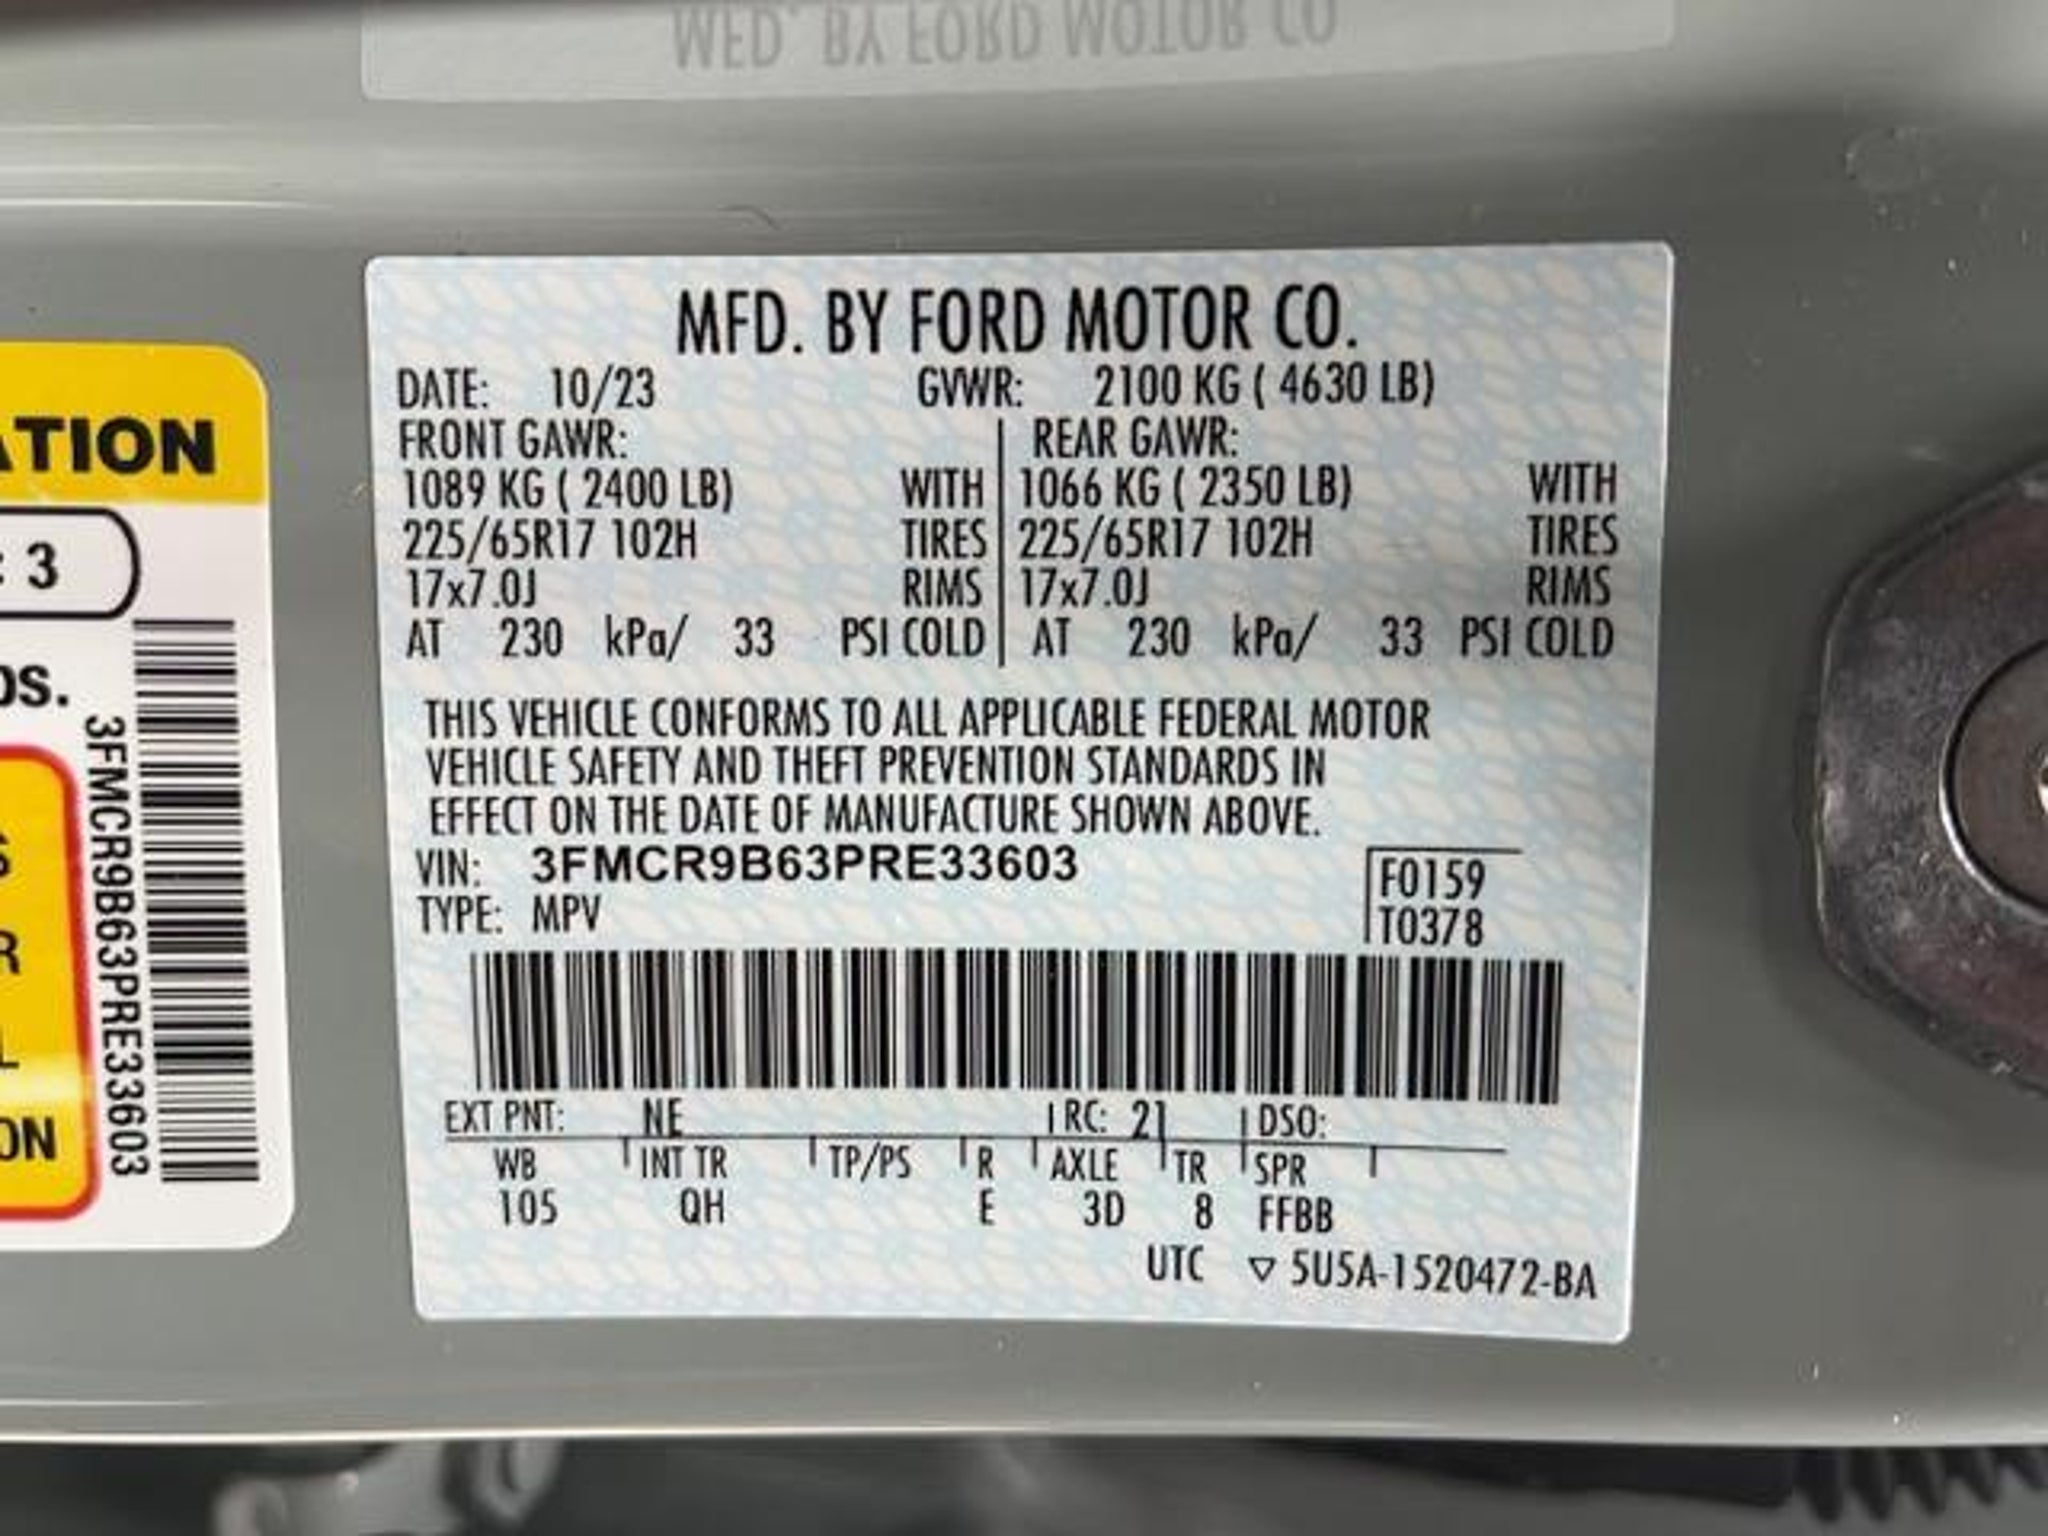 MFD. BY FORD MOTOR CO
MFD. BY FORD MOTOR CO.
DATE: 10/23 GVWR: 2100 KG ( 4630 LB)
FRONT GAWR: REAR GAWR:
1089 KG ( 2400 LB) WITH 1066 KG ( 2350 LB) WITH
225/65R17 102H TIRES 225/65R17 102H TIRES
17x7.0J RIMS 17x7.0J RIMS
AT 230 kPa/ 33 PSI COLD AT 230 kPa/ 33 PSI COLD
THIS VEHICLE CONFORMS TO ALL APPLICABLE FEDERAL MOTOR
VEHICLE SAFETY AND THEFT PREVENTION STANDARDS IN
EFFECT ON THE DATE OF MANUFACTURE SHOWN ABOVE.
VIN: 3FMCR9B63PRE33603 F0159
TYPE: MPV T0378
EXT PNT: NE RC: 21 DSO:
WB INT TR TP/PS R AXLE TR SPR
105 QH E 3D 8 FFBB
UTC ▽ 5U5A-1520472-BA
ATION
: 3
3FMCR9B63PRE33603
R
L
ON